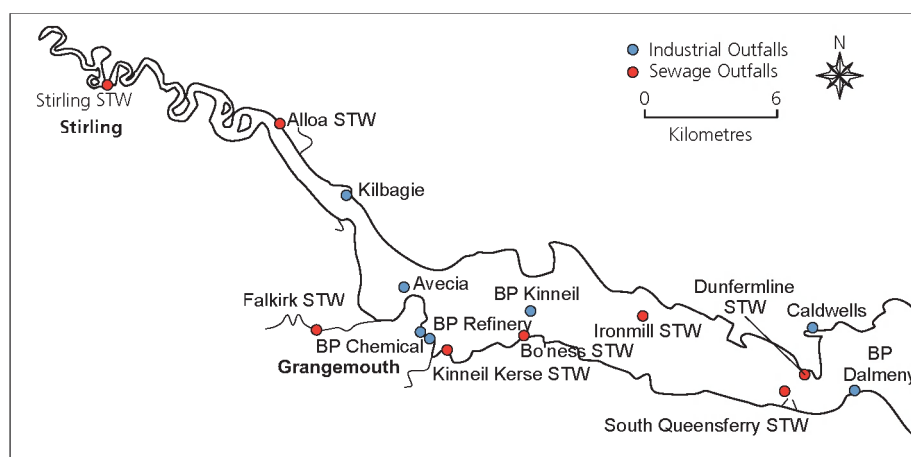 Industrial Outfalls
Sewage Outfalls
N
0 6
Kilometres
Stirling STW
Stirling
Alloa STW
Kilbagie
Avecia
Falkirk STW
BP Chemical
BP Refinery
Grangemouth
Kinneil Kerse STW
BP Kinneil
Bo'ness STW
Ironmill STW
Dunfermline
STW
Caldwells
BP
Dalmeny
South Queensferry STW